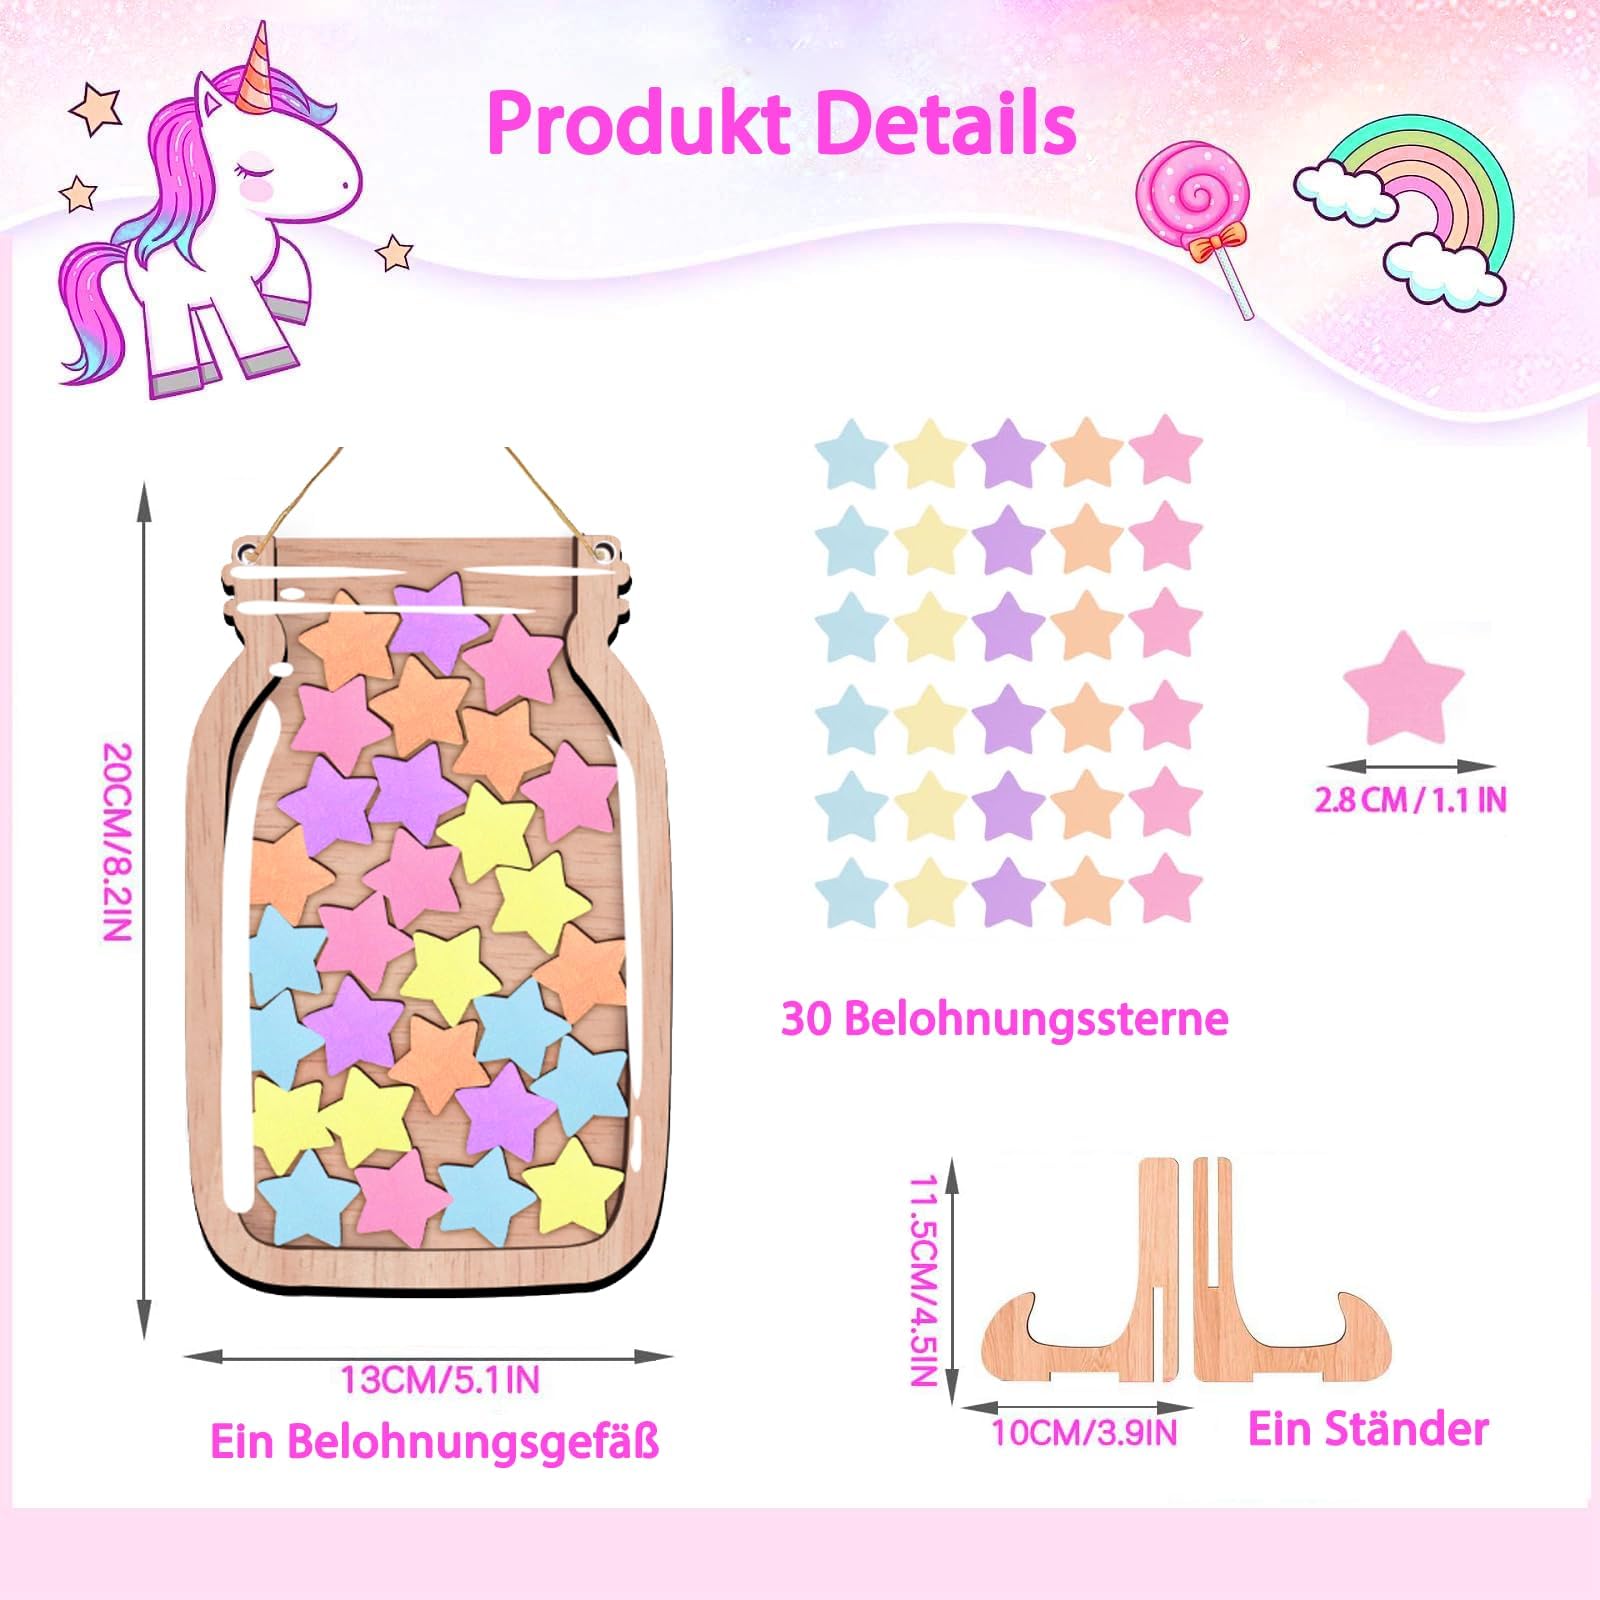 Produkt Details
20CM/8.2IN
2.8 CM / 1.1 IN
30 Belohnungssterne
11.5CM/4.5IN
13CM/5.1IN
10CM/3.9IN
Ein Belohnungsgefäß
Ein Ständer